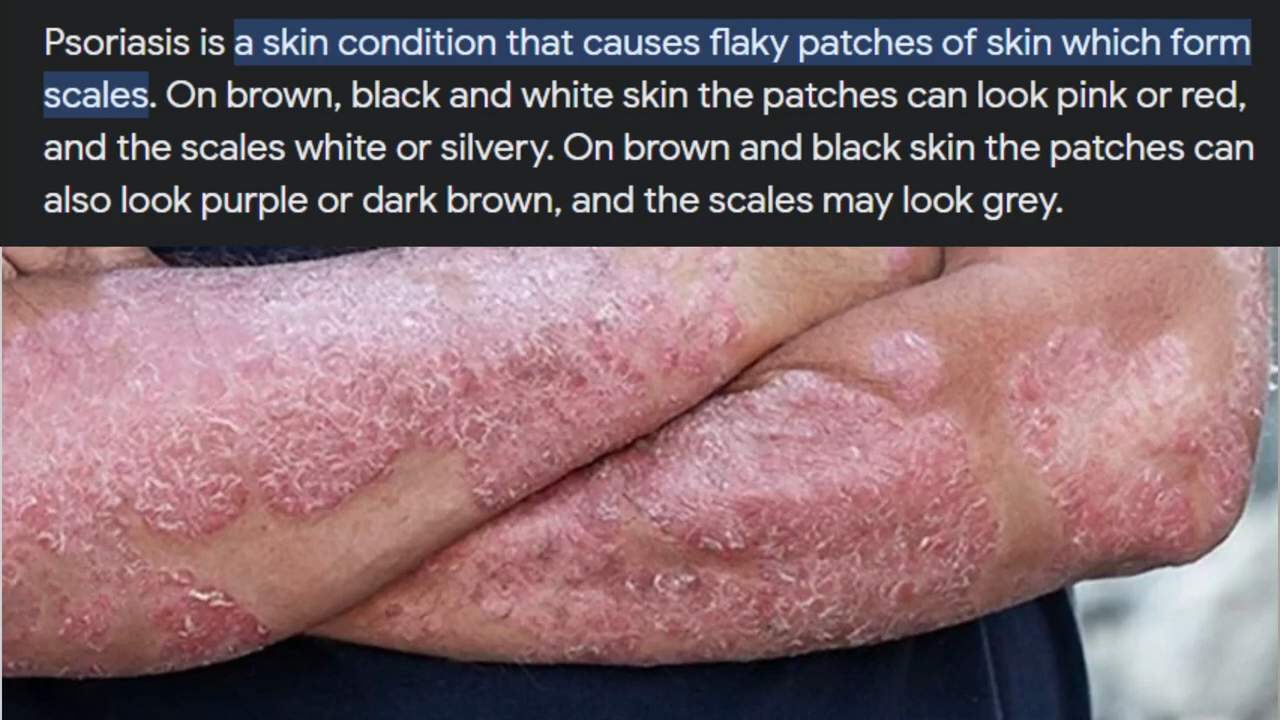 Psoriasis is a skin condition that causes flaky patches of skin which form
scales. On brown, black and white skin the patches can look pink or red,
and the scales white or silvery. On brown and black skin the patches can
also look purple or dark brown, and the scales may look grey.